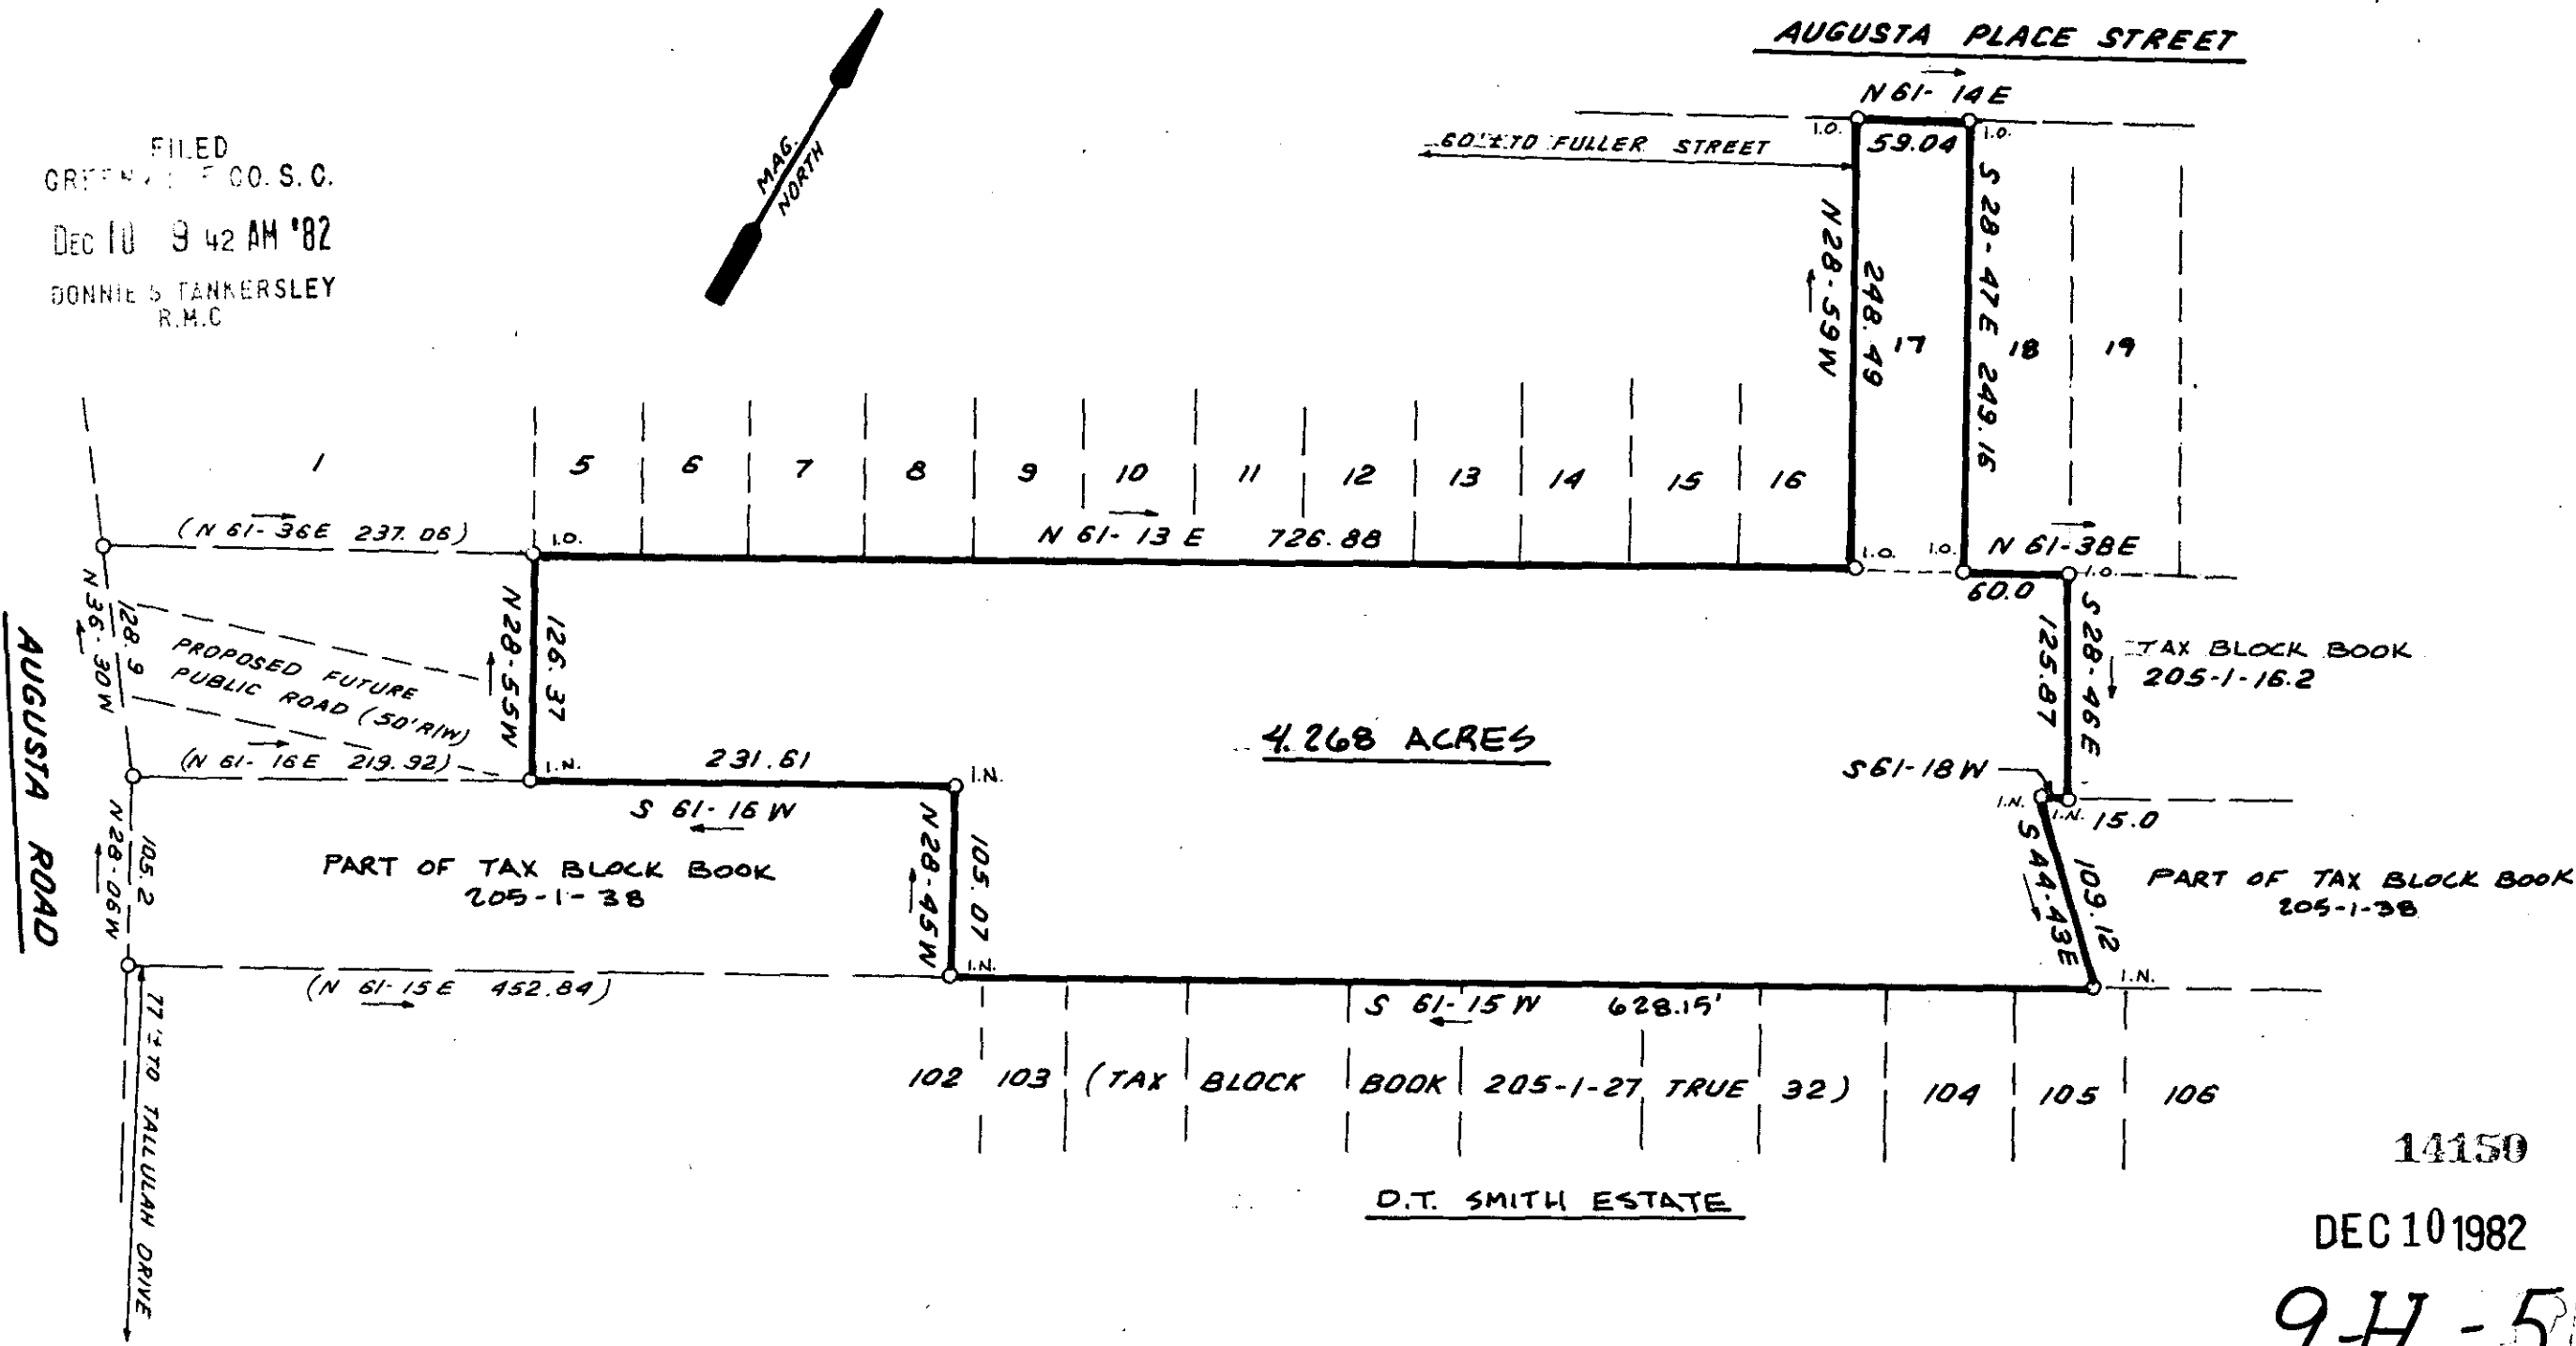 AUGUSTA PLACE STREET
N 61-14 E
59.04
I.O.
I.O.
60'± TO FULLER STREET
FILED
CO. S. C.
DEC 10 9 42 AM '82
DONNIE S. TANKERSLEY
R.M.C
MAG.
NORTH
N 28-59 W
248.49
S 28-47 E 249.16
17
18
19
1
5
6
7
8
9
10
11
12
13
14
15
16
(N 61-36 E 237.06)
I.O.
N 61-13 E 726.88
I.O.
I.O.
N 61-38 E
60.0
I.O.
N 36-30 W
128.9
PROPOSED FUTURE
PUBLIC ROAD (50' R/W)
N 28-55 W
126.37
S 28-46 E
125.87
TAX BLOCK BOOK
205-1-16.2
AUGUSTA ROAD
(N 61-16 E 219.92)
I.N.
231.61
S 61-16 W
I.N.
4.268 ACRES
S 61-18 W
I.N.
I.N.
15.0
N 28-06 W
105.2
PART OF TAX BLOCK BOOK
205-1-38
N 28-45 W
105.07
S 44-43 E
109.12
PART OF TAX BLOCK BOOK
205-1-38
(N 61-15 E 452.84)
I.N.
S 61-15 W 628.15'
I.N.
77'± TO TALLULAH DRIVE
102 103 (TAX BLOCK BOOK 205-1-27 TRUE 32) 104 105 106
D.T. SMITH ESTATE
14150
DEC 10 1982
9-H-5